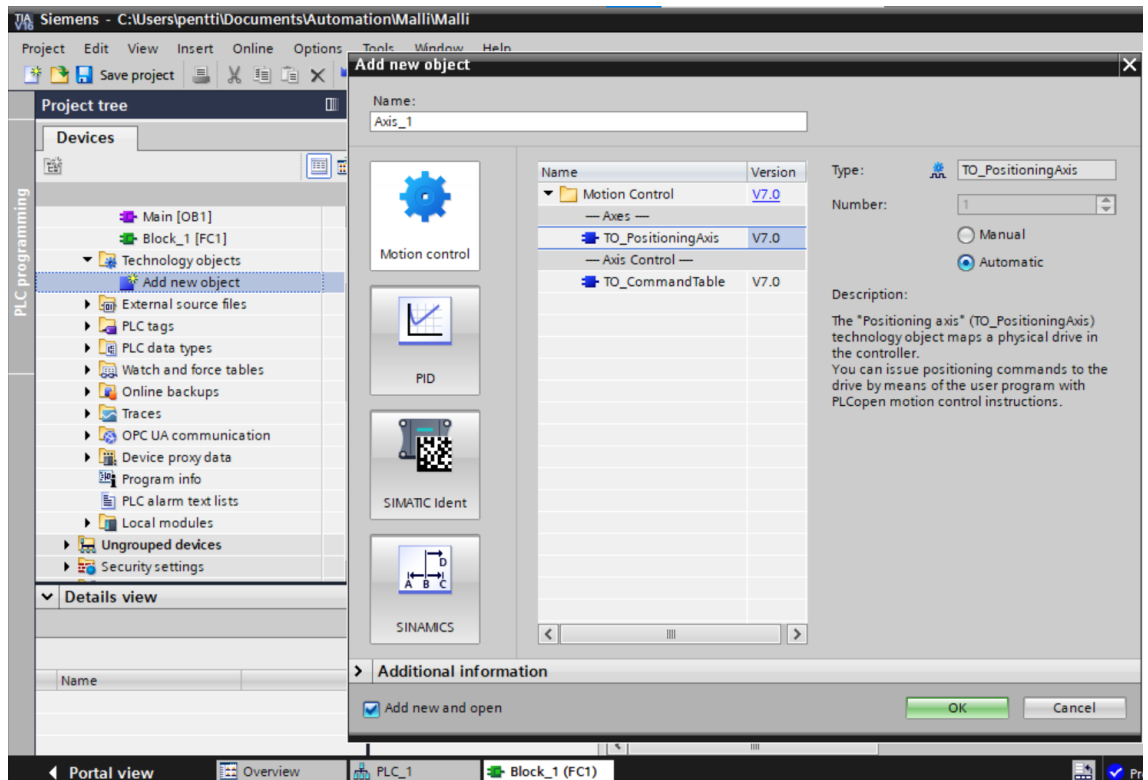 Siemens - C:\Users\pentti\Documents\Automation\Malli\Malli
Project Edit View Insert Online Options Tools Window Help
Save project
Add new object
Project tree
Devices
PLC programming
Main [OB1]
Block_1 [FC1]
Technology objects
Add new object
External source files
PLC tags
PLC data types
Watch and force tables
Online backups
Traces
OPC UA communication
Device proxy data
Program info
PLC alarm text lists
Local modules
Ungrouped devices
Security settings
Details view
Name
Name:
Axis_1
Motion control
PID
SIMATIC Ident
A B C D
SINAMICS
Name Version
Motion Control V7.0
— Axes —
TO_PositioningAxis V7.0
— Axis Control —
TO_CommandTable V7.0
Type: TO_PositioningAxis
Number: 1
Manual
Automatic
Description:
The "Positioning axis" (TO_PositioningAxis)
technology object maps a physical drive in
the controller.
You can issue positioning commands to the
drive by means of the user program with
PLCopen motion control instructions.
Additional information
Add new and open
OK Cancel
Portal view Overview PLC_1 Block_1 (FC1) Pr